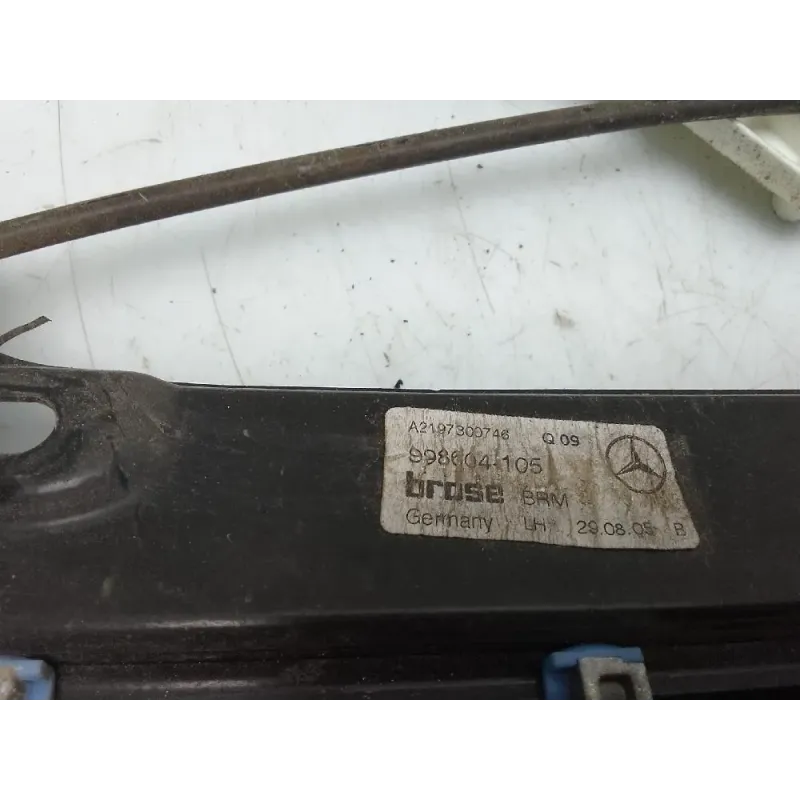 A2197300746 Q 09
998604-105
brose BRM
Germany LH 29.08.05 B